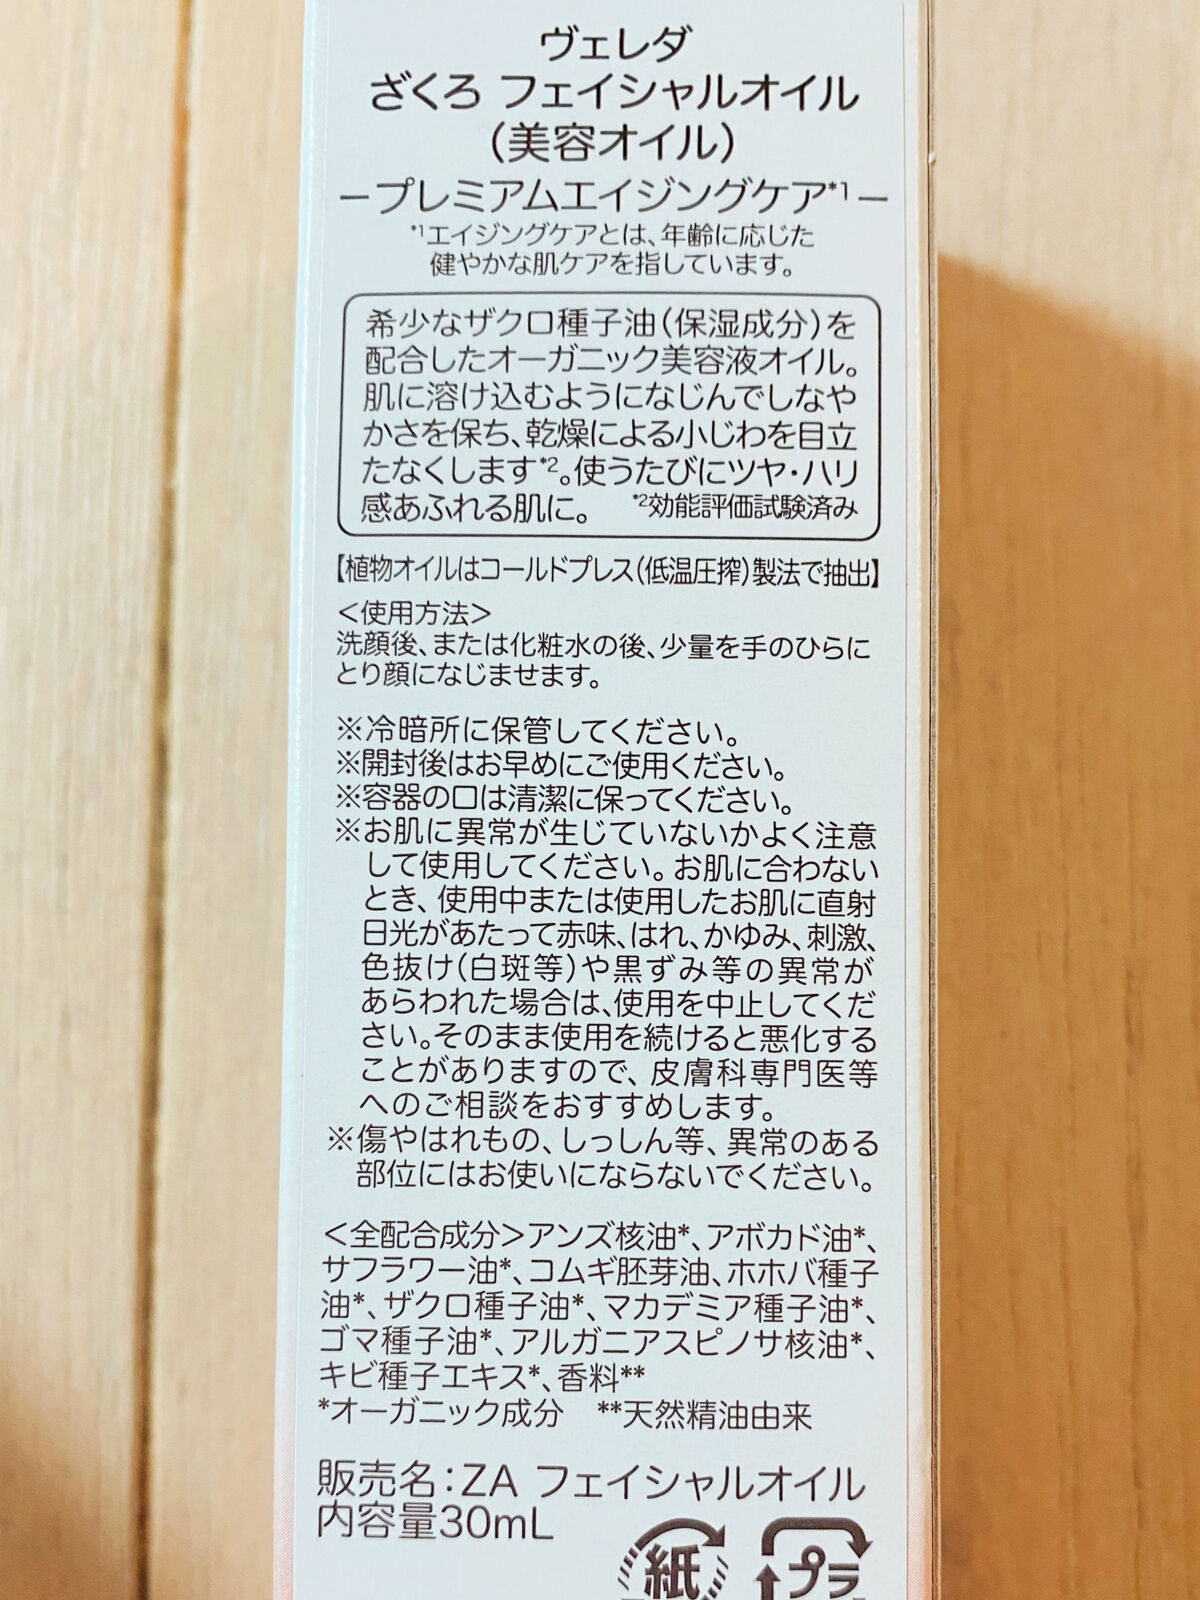 ヴェレダ
ざくろ フェイシャルオイル
(美容オイル)
ープレミアムエイジングケア*1ー
*1エイジングケアとは、年齢に応じた
健やかな肌ケアを指しています。
希少なザクロ種子油(保湿成分)を
配合したオーガニック美容液オイル。
肌に溶け込むようになじんでしなや
かさを保ち、乾燥による小じわを目立
たなくします*2。使うたびにツヤ・ハリ
感あふれる肌に。 *2効能評価試験済み
【植物オイルはコールドプレス(低温圧搾)製法で抽出】
<使用方法>
洗顔後、または化粧水の後、少量を手のひらに
とり顔になじませます。
※冷暗所に保管してください。
※開封後はお早めにご使用ください。
※容器の口は清潔に保ってください。
※お肌に異常が生じていないかよく注意
して使用してください。お肌に合わない
とき、使用中または使用したお肌に直射
日光があたって赤味、はれ、かゆみ、刺激、
色抜け(白斑等)や黒ずみ等の異常が
あらわれた場合は、使用を中止してくだ
さい。そのまま使用を続けると悪化する
ことがありますので、皮膚科専門医等
へのご相談をおすすめします。
※傷やはれもの、しっしん等、異常のある
部位にはお使いにならないでください。
<全配合成分>アンズ核油*、アボカド油*、
サフラワー油*、コムギ胚芽油、ホホバ種子
油*、ザクロ種子油*、マカデミア種子油*、
ゴマ種子油*、アルガニアスピノサ核油*、
キビ種子エキス*、香料**
*オーガニック成分 **天然精油由来
販売名:ZA フェイシャルオイル
内容量30mL
紙 プラ